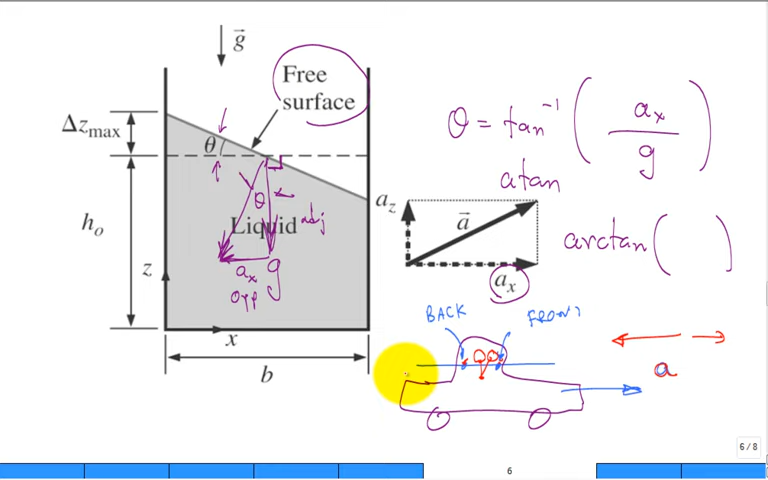 g
Free
surface
Δz_max
θ
θ = tan⁻¹ ( a_x / g )
atan
a_z
a
h_o
θ
Liquid
adj
arctan ( )
z
a_x
g
opp
a_x
x
BACK
FRONT
a
b
6 / 8
6